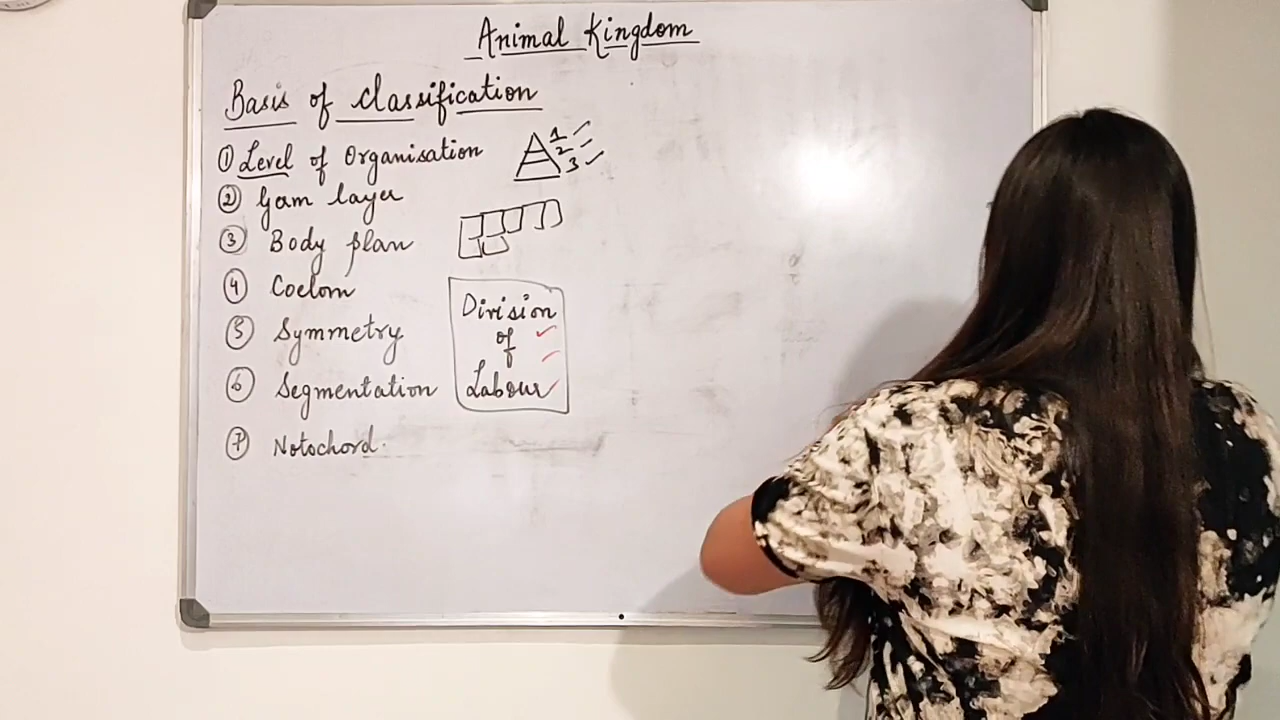 Animal Kingdom
Basis of classification
① Level of Organisation
② Gam layer
③ Body plan
④ Coelom
⑤ Symmetry
⑥ Segmentation
⑦ Notochord.
1
2
3
Division
of
Labour